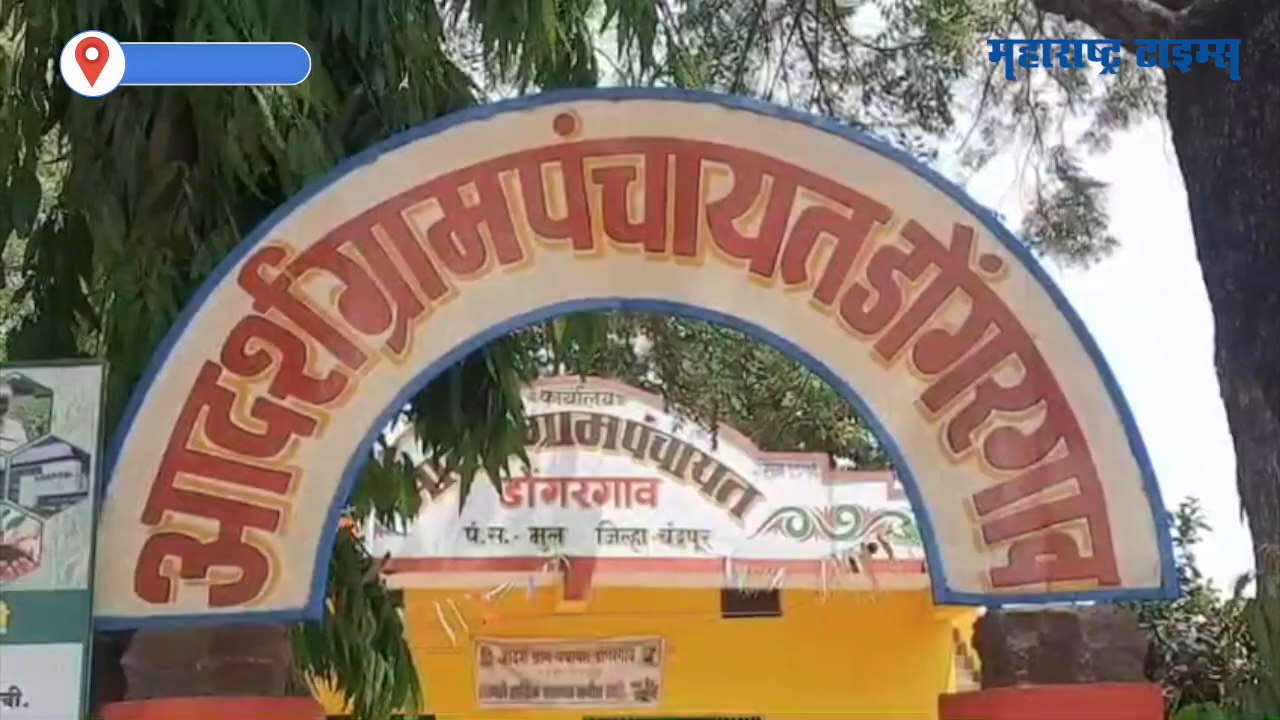 महाराष्ट्र टाइम्स
आदर्श ग्रामपंचायत डोंगरगाव
कार्यालय
ग्रामपंचायत
डोंगरगाव
पं.स.- मुल जिल्हा-चंद्रपूर